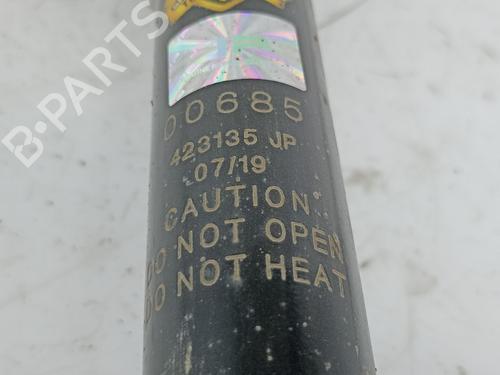 00685
423135 JP
07/19
CAUTION
DO NOT OPEN
DO NOT HEAT
B-PARTS